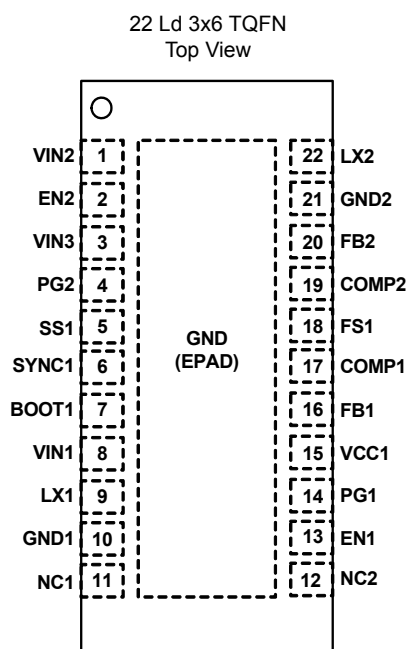 22 Ld 3x6 TQFN
Top View
VIN2 1 22 LX2
EN2 2 21 GND2
VIN3 3 20 FB2
PG2 4 19 COMP2
SS1 5 18 FS1
GND
(EPAD)
SYNC1 6 17 COMP1
BOOT1 7 16 FB1
VIN1 8 15 VCC1
LX1 9 14 PG1
GND1 10 13 EN1
NC1 11 12 NC2